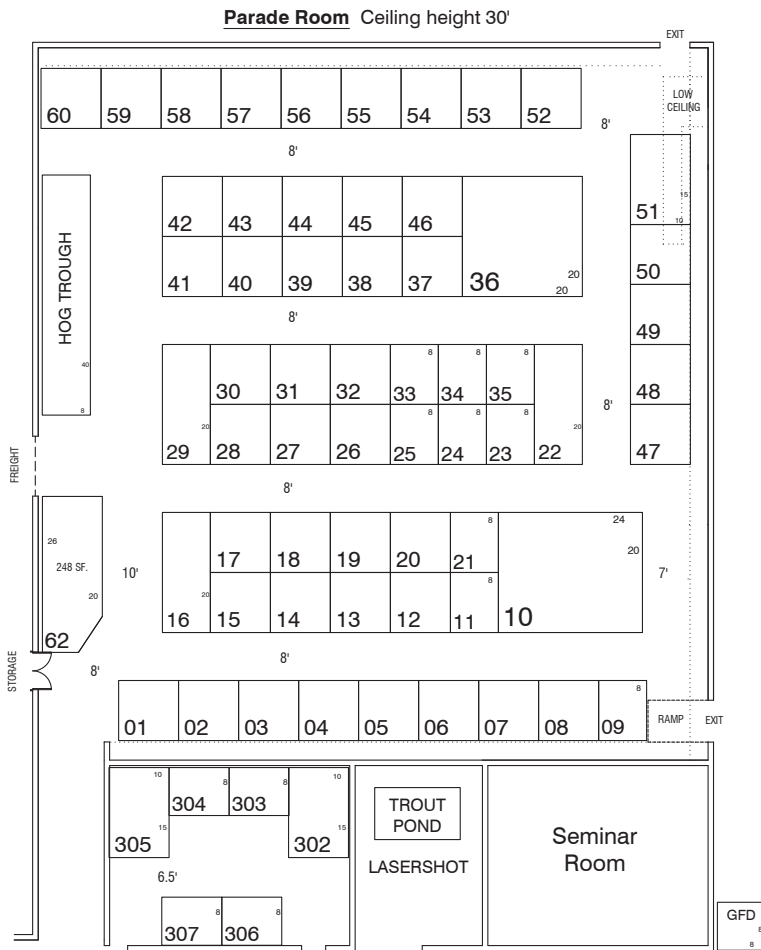 Parade Room Ceiling height 30'
EXIT
LOW
CEILING
60 59 58 57 56 55 54 53 52
8'
8'
42 43 44 45 46
51 15
10
HOG TROUGH
40
8
41 40 39 38 37 36 20
20
50
8'
49
30 31 32 33 8 34 8 35 8
8'
48
29 20 28 27 26 25 8 24 8 23 8 22 20
47
FREIGHT
8'
26
248 SF.
20
62
10'
17 18 19 20 21 8
24
20
7'
16 20 15 14 13 12 11 8 10
STORAGE
8'
8'
01 02 03 04 05 06 07 08 09 8
RAMP EXIT
305 10 15
304 8
303 8
302 10 15
6.5'
307 8
306 8
TROUT
POND
LASERSHOT
Seminar
Room
GFD
8
8